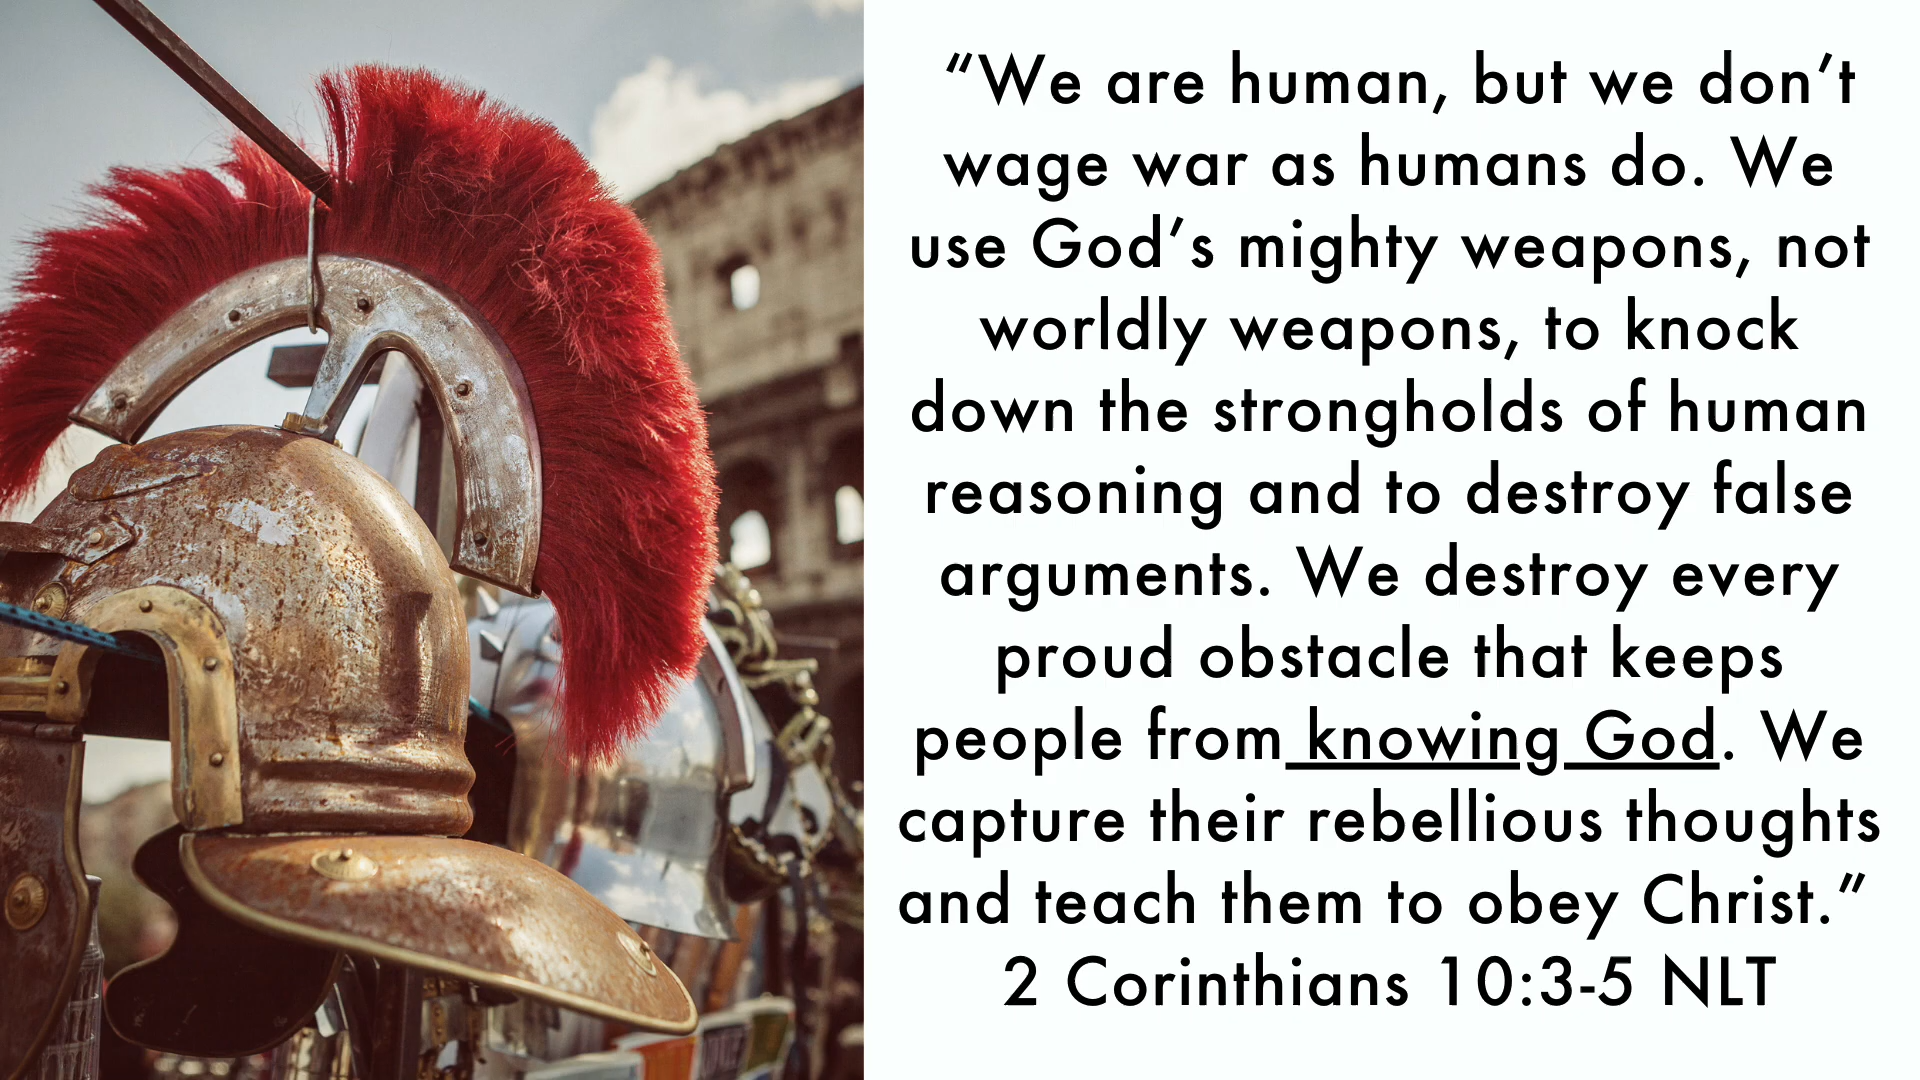 “We are human, but we don’t
wage war as humans do. We
use God’s mighty weapons, not
worldly weapons, to knock
down the strongholds of human
reasoning and to destroy false
arguments. We destroy every
proud obstacle that keeps
people from knowing God. We
capture their rebellious thoughts
and teach them to obey Christ.”
2 Corinthians 10:3-5 NLT